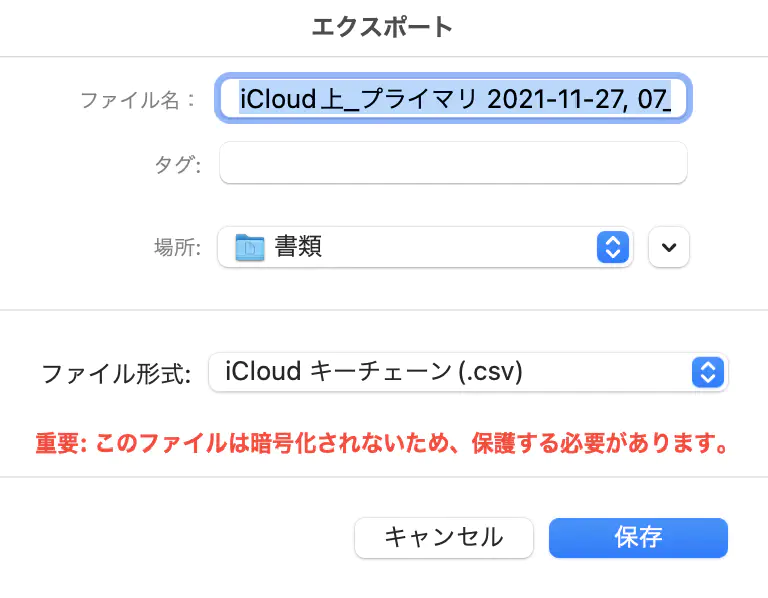 エクスポート
ファイル名：
iCloud上_プライマリ 2021-11-27, 07_
タグ:
場所: 書類
ファイル形式: iCloud キーチェーン (.csv)
重要: このファイルは暗号化されないため、保護する必要があります。
キャンセル 保存